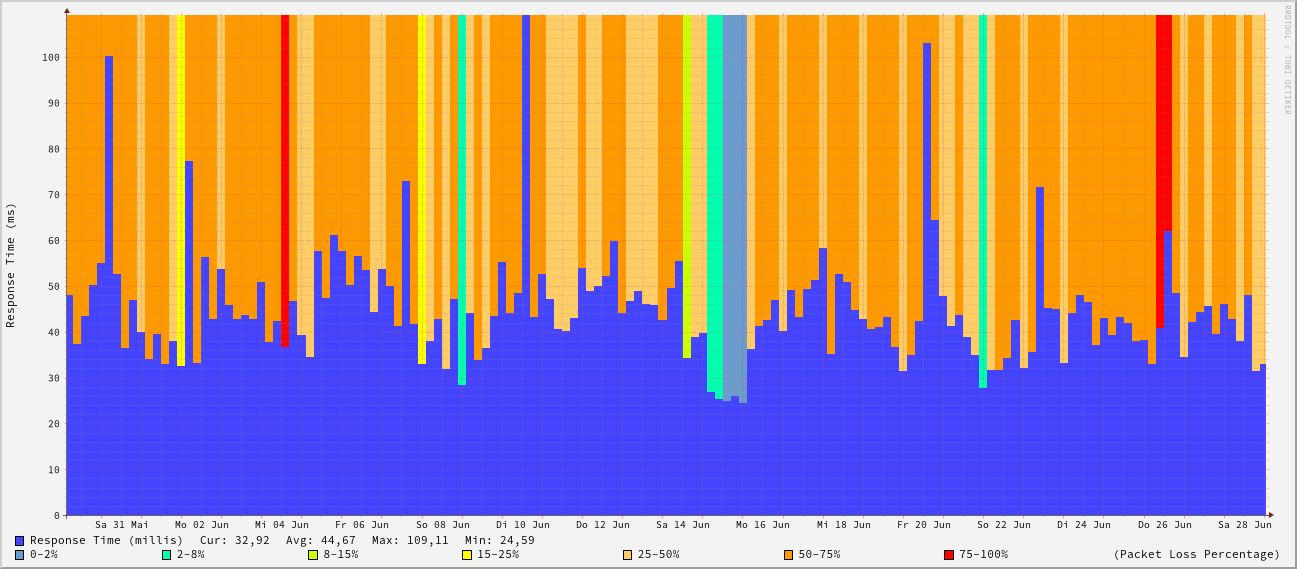 RRDTOOL / TOBI OETIKER
Response Time (ms)
100
90
80
70
60
50
40
30
20
10
0
Sa 31 Mai Mo 02 Jun Mi 04 Jun Fr 06 Jun So 08 Jun Di 10 Jun Do 12 Jun Sa 14 Jun Mo 16 Jun Mi 18 Jun Fr 20 Jun So 22 Jun Di 24 Jun Do 26 Jun Sa 28 Jun
Response Time (millis) Cur: 32,92 Avg: 44,67 Max: 109,11 Min: 24,59
0-2% 2-8% 8-15% 15-25% 25-50% 50-75% 75-100% (Packet Loss Percentage)